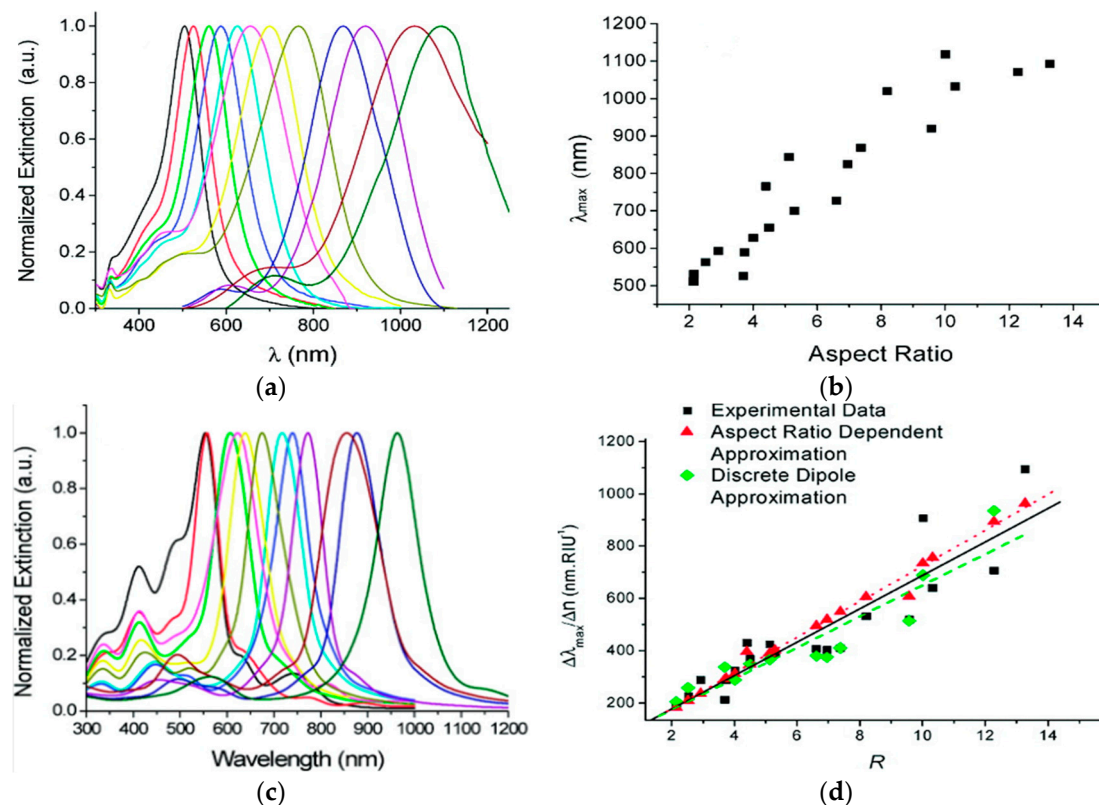 Normalized Extinction (a.u.)
1.0
0.8
0.6
0.4
0.2
0.0
400 600 800 1000 1200
λ (nm)
(a)
λmax (nm)
1200
1100
1000
900
800
700
600
500
0 2 4 6 8 10 12 14
Aspect Ratio
(b)
Normalized Extinction (a.u.)
1.0
0.8
0.6
0.4
0.2
0.0
300 400 500 600 700 800 900 1000 1100 1200
Wavelength (nm)
(c)
Experimental Data
Aspect Ratio Dependent
Approximation
Discrete Dipole
Approximation
Δλmax/Δn (nm.RIU¹)
1200
1000
800
600
400
200
2 4 6 8 10 12 14
R
(d)